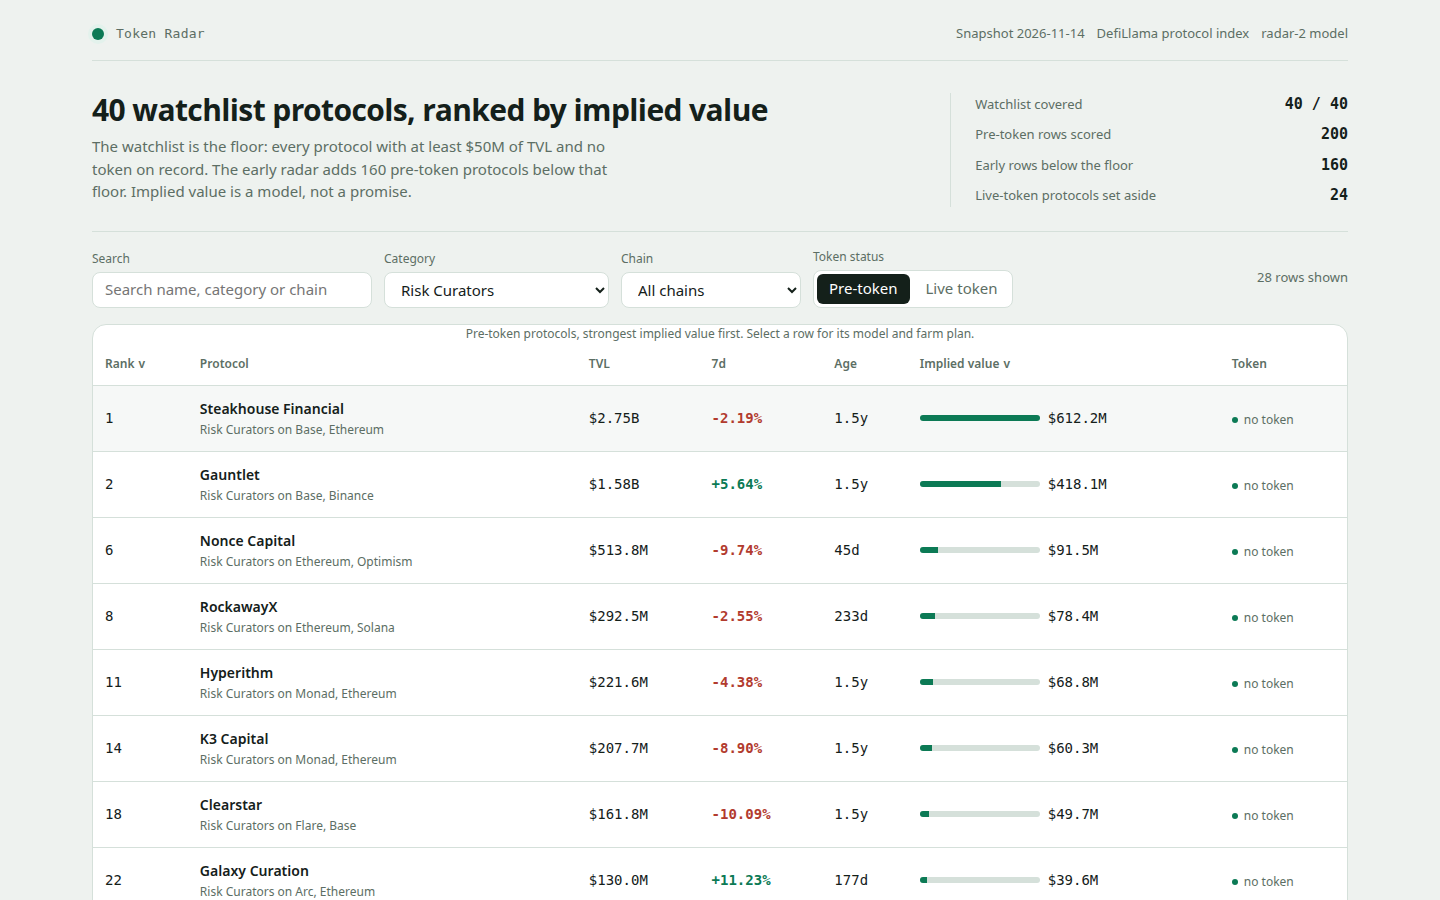 Token Radar
Snapshot 2026-11-14 DefiLlama protocol index radar-2 model
40 watchlist protocols, ranked by implied value
The watchlist is the floor: every protocol with at least $50M of TVL and no
token on record. The early radar adds 160 pre-token protocols below that
floor. Implied value is a model, not a promise.
Watchlist covered 40 / 40
Pre-token rows scored 200
Early rows below the floor 160
Live-token protocols set aside 24
Search Category Chain Token status
Search name, category or chain Risk Curators All chains Pre-token Live token
28 rows shown
Pre-token protocols, strongest implied value first. Select a row for its model and farm plan.
Rank v Protocol TVL 7d Age Implied value v Token
1 Steakhouse Financial $2.75B -2.19% 1.5y $612.2M no token
Risk Curators on Base, Ethereum
2 Gauntlet $1.58B +5.64% 1.5y $418.1M no token
Risk Curators on Base, Binance
6 Nonce Capital $513.8M -9.74% 45d $91.5M no token
Risk Curators on Ethereum, Optimism
8 RockawayX $292.5M -2.55% 233d $78.4M no token
Risk Curators on Ethereum, Solana
11 Hyperithm $221.6M -4.38% 1.5y $68.8M no token
Risk Curators on Monad, Ethereum
14 K3 Capital $207.7M -8.90% 1.5y $60.3M no token
Risk Curators on Monad, Ethereum
18 Clearstar $161.8M -10.09% 1.5y $49.7M no token
Risk Curators on Flare, Base
22 Galaxy Curation $130.0M +11.23% 177d $39.6M no token
Risk Curators on Arc, Ethereum